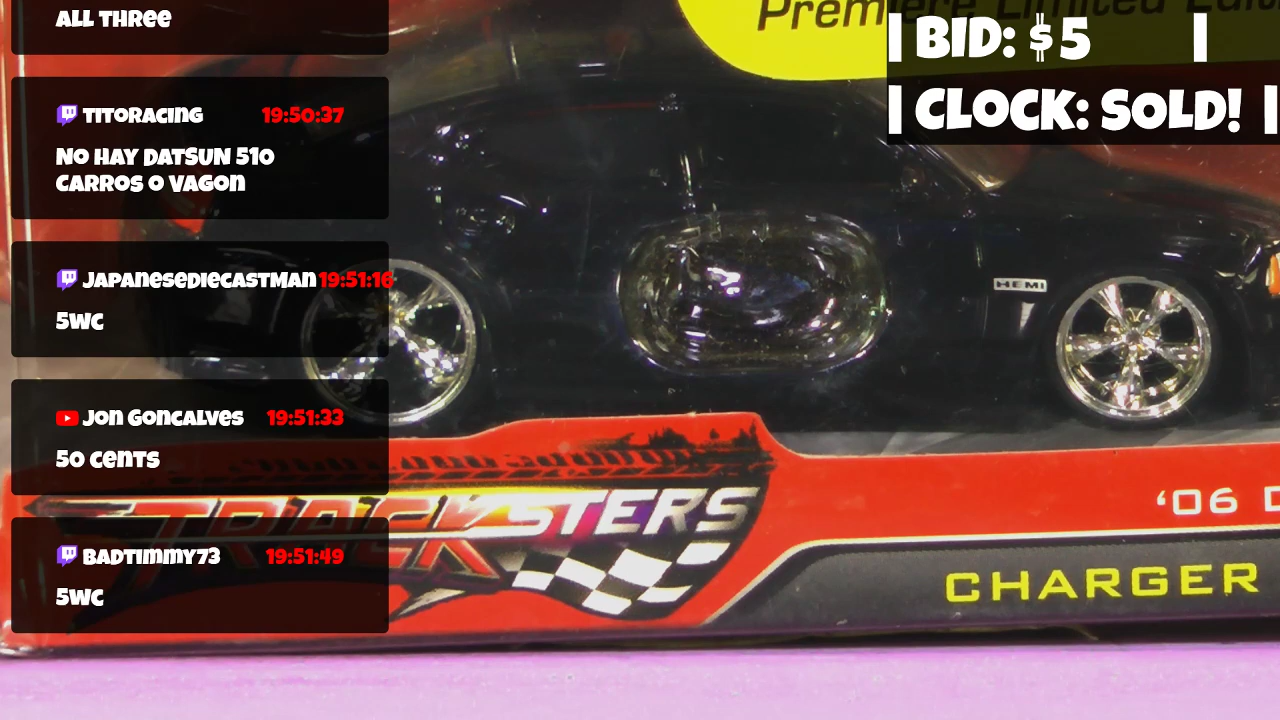 ALL THREE
TITORACING 19:50:37
NO HAY DATSUN 510
CARROS O VAGON
JAPANESEDIECASTMAN 19:51:16
5WC
JON GONCALVES 19:51:33
50 CENTS
BADTIMMY73 19:51:49
5WC
Premiere Limited Edit
| BID: $5 |
| CLOCK: SOLD! |
HEMI
TRACKSTERS
'06 D
CHARGER